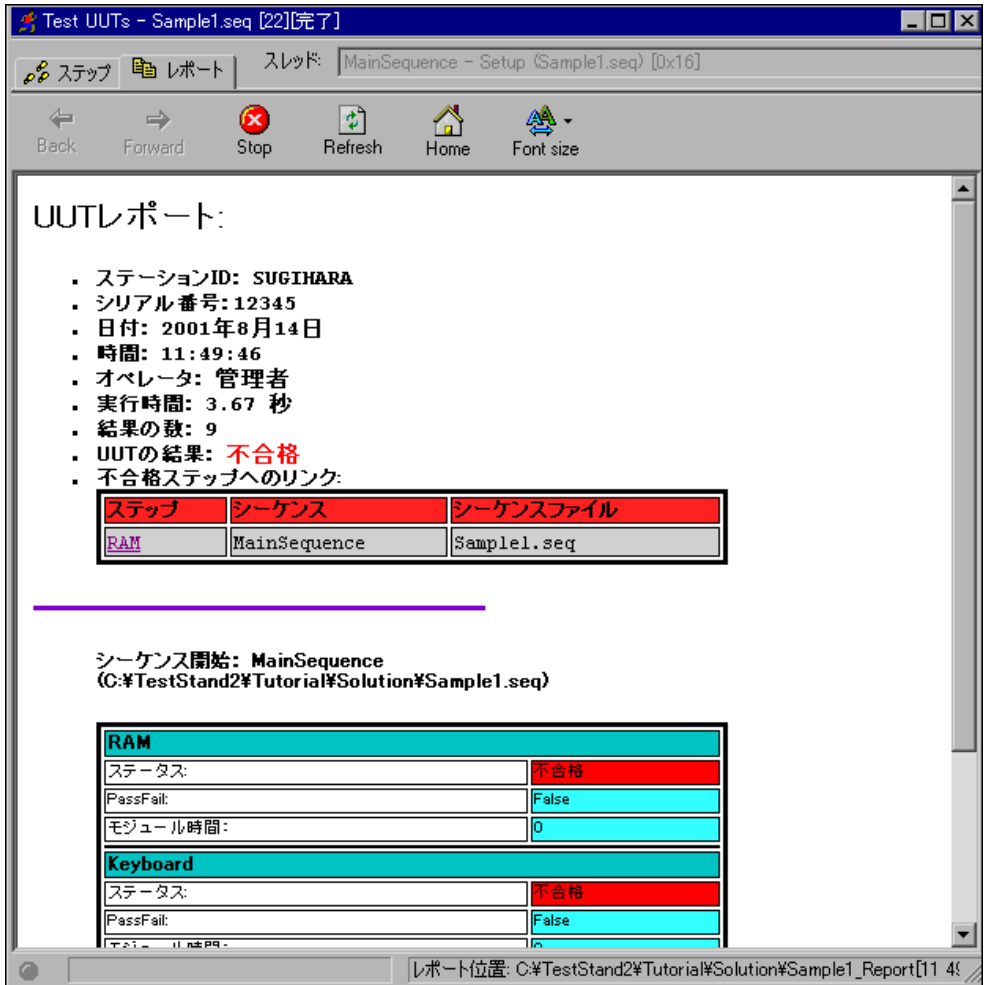 Test UUTs - Sample1.seq [22][完了]
ステップ レポート スレッド: MainSequence - Setup (Sample1.seq) [0x16]
Back Forward Stop Refresh Home Font size
UUTレポート:
ステーションID: SUGIHARA
シリアル番号:12345
日付: 2001年8月14日
時間: 11:49:46
オペレータ: 管理者
実行時間: 3.67 秒
結果の数: 9
UUTの結果: 不合格
不合格ステップへのリンク:
ステップ シーケンス シーケンスファイル
RAM MainSequence Sample1.seq
シーケンス開始: MainSequence
(C:¥TestStand2¥Tutorial¥Solution¥Sample1.seq)
RAM
ステータス: 不合格
PassFail: False
モジュール時間: 0
Keyboard
ステータス: 不合格
PassFail: False
モジュール時間: 0
レポート位置: C:¥TestStand2¥Tutorial¥Solution¥Sample1_Report[11 49